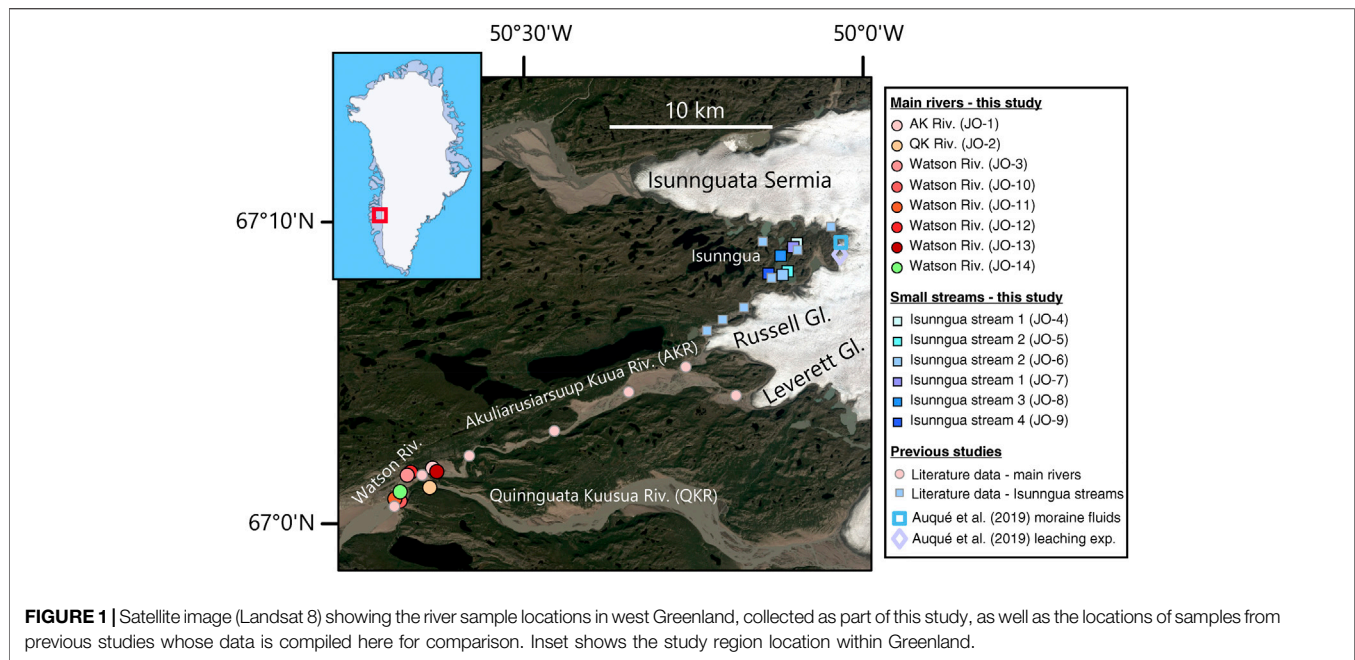 50°30'W
50°0'W
10 km
Isunnguata Sermia
67°10'N
Isunngua
Russell Gl.
Leverett Gl.
Akuliarusiarsuup Kuua Riv. (AKR)
Watson Riv.
Quinnguata Kuusua Riv. (QKR)
67°0'N
Main rivers - this study
AK Riv. (JO-1)
QK Riv. (JO-2)
Watson Riv. (JO-3)
Watson Riv. (JO-10)
Watson Riv. (JO-11)
Watson Riv. (JO-12)
Watson Riv. (JO-13)
Watson Riv. (JO-14)
Small streams - this study
Isunngua stream 1 (JO-4)
Isunngua stream 2 (JO-5)
Isunngua stream 2 (JO-6)
Isunngua stream 1 (JO-7)
Isunngua stream 3 (JO-8)
Isunngua stream 4 (JO-9)
Previous studies
Literature data - main rivers
Literature data - Isunngua streams
Auqué et al. (2019) moraine fluids
Auqué et al. (2019) leaching exp.
FIGURE 1 | Satellite image (Landsat 8) showing the river sample locations in west Greenland, collected as part of this study, as well as the locations of samples from
previous studies whose data is compiled here for comparison. Inset shows the study region location within Greenland.